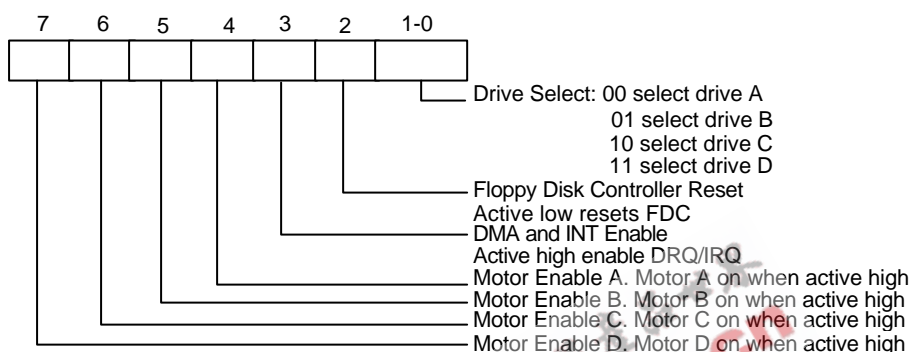 7 6 5 4 3 2 1-0
Drive Select: 00 select drive A
01 select drive B
10 select drive C
11 select drive D
Floppy Disk Controller Reset
Active low resets FDC
DMA and INT Enable
Active high enable DRQ/IRQ
Motor Enable A. Motor A on when active high
Motor Enable B. Motor B on when active high
Motor Enable C. Motor C on when active high
Motor Enable D. Motor D on when active high